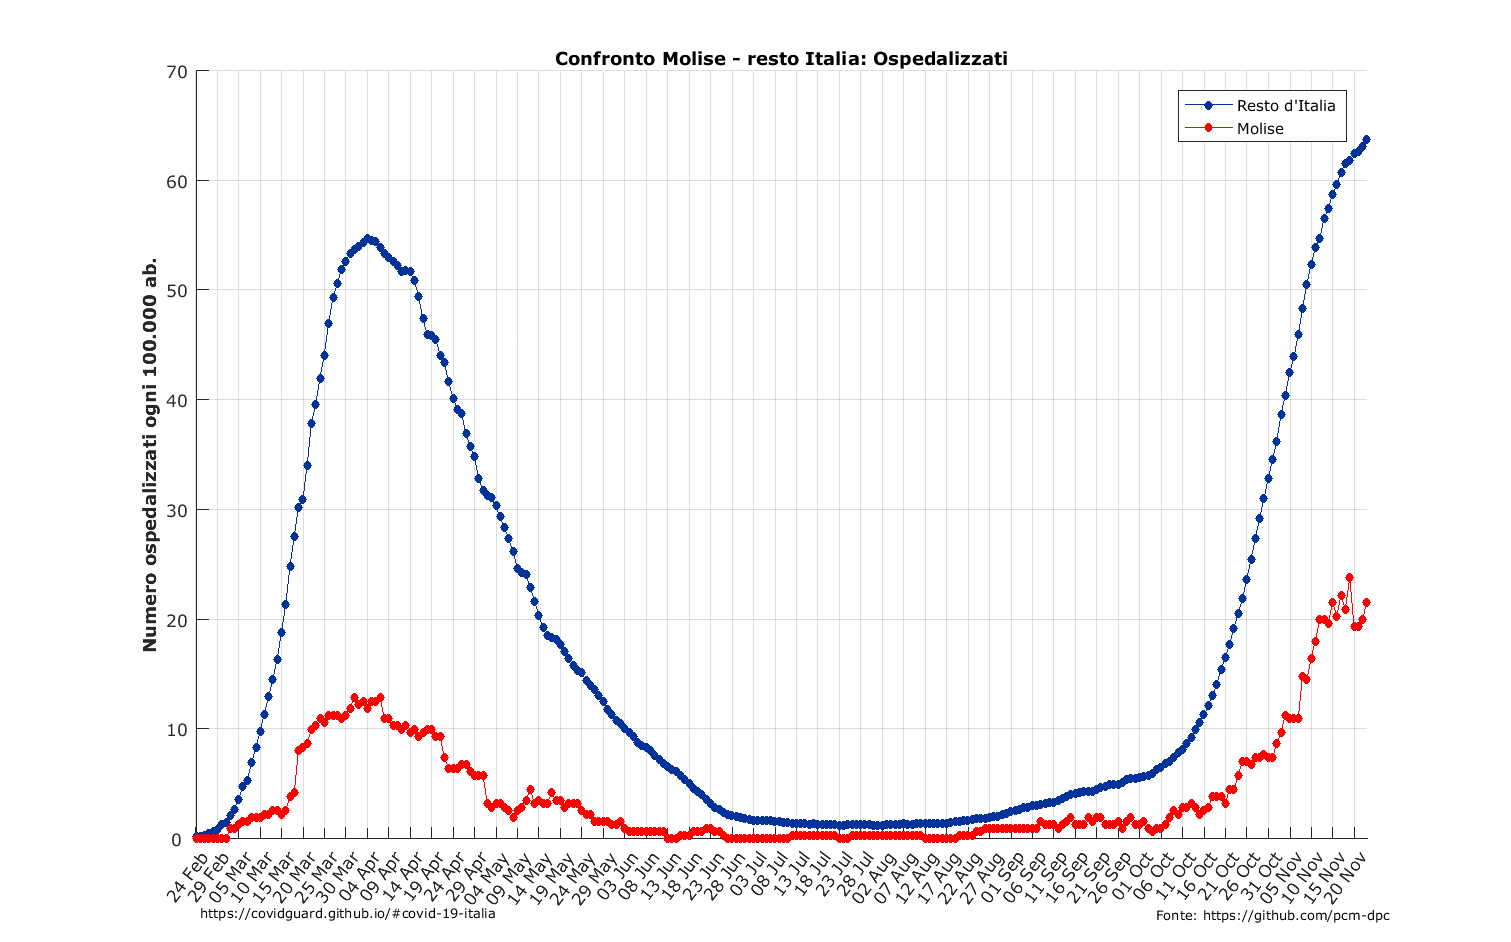 Confronto Molise - resto Italia: Ospedalizzati
Resto d'Italia
Molise
Numero ospedalizzati ogni 100.000 ab.
70
60
50
40
30
20
10
0
24 Feb
29 Feb
05 Mar
10 Mar
15 Mar
20 Mar
25 Mar
30 Mar
04 Apr
09 Apr
14 Apr
19 Apr
24 Apr
29 Apr
04 May
09 May
14 May
19 May
24 May
29 May
03 Jun
08 Jun
13 Jun
18 Jun
23 Jun
28 Jun
03 Jul
08 Jul
13 Jul
18 Jul
23 Jul
28 Jul
02 Aug
07 Aug
12 Aug
17 Aug
22 Aug
27 Aug
01 Sep
06 Sep
11 Sep
16 Sep
21 Sep
26 Sep
01 Oct
06 Oct
11 Oct
16 Oct
21 Oct
26 Oct
31 Oct
05 Nov
10 Nov
15 Nov
20 Nov
https://covidguard.github.io/#covid-19-italia
Fonte: https://github.com/pcm-dpc